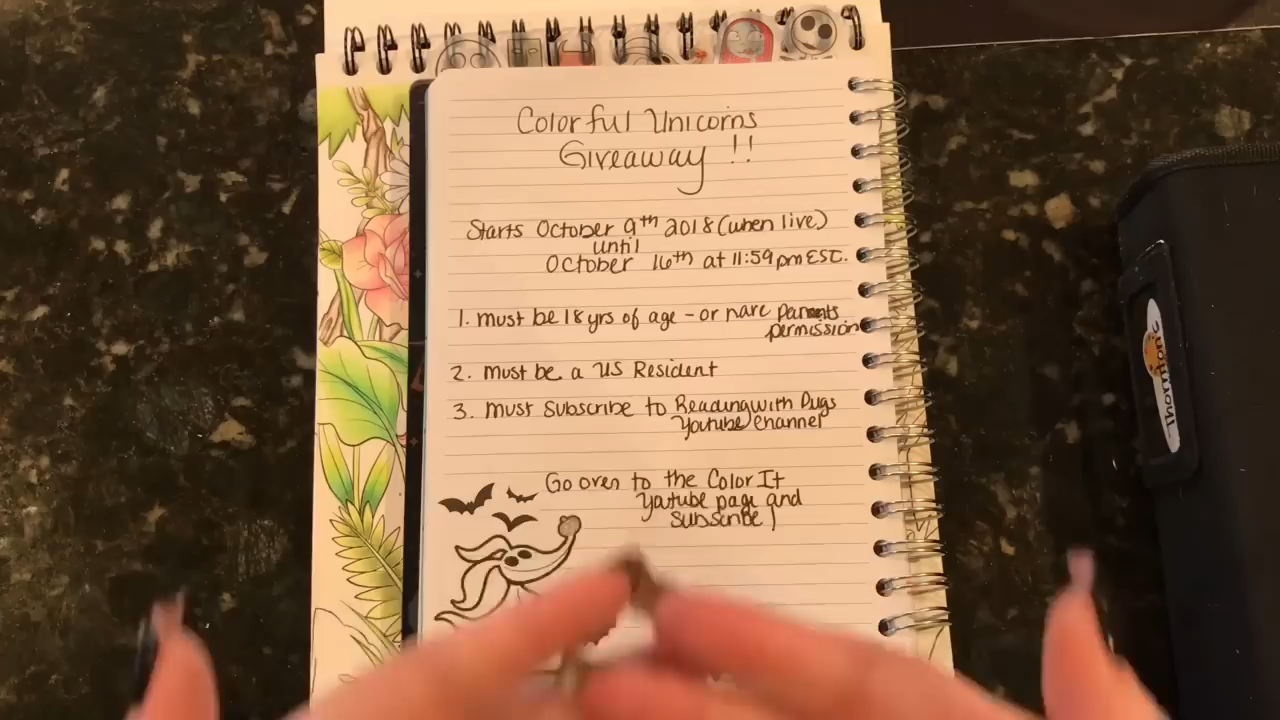 Colorful Unicorns
Giveaway !!
Starts October 9th 2018 (when live)
until
October 16th at 11:59 pm EST.
1. must be 18 yrs of age - or have parents
permission
2. must be a US Resident
3. must subscribe to Reading with Pugs
Youtube Channel
Go over to the Color It
Youtube page and
subscribe!
Thornton's